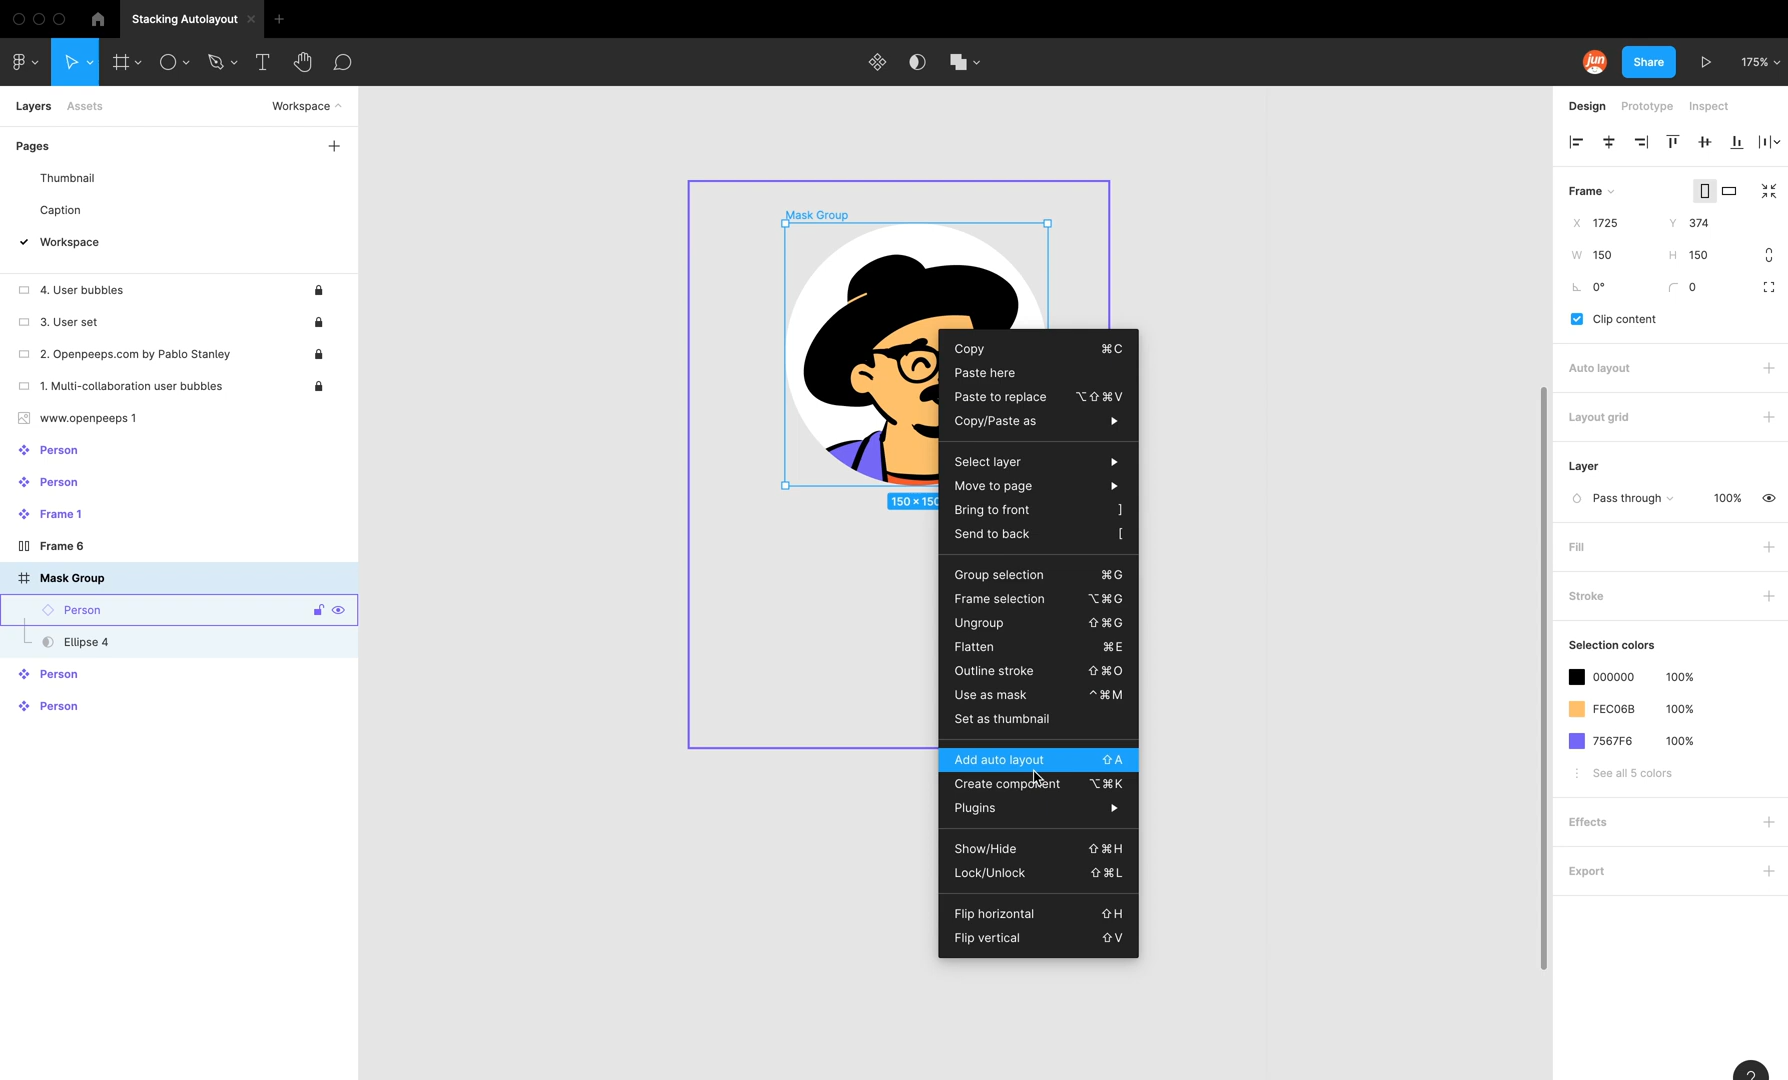 Stacking Autolayout
jun
Share
175%
Layers Assets Workspace
Pages
Thumbnail
Caption
Workspace
4. User bubbles
3. User set
2. Openpeeps.com by Pablo Stanley
1. Multi-collaboration user bubbles
www.openpeeps 1
Person
Person
Frame 1
Frame 6
Mask Group
Person
Ellipse 4
Person
Person
Mask Group
150 × 150
Copy ⌘C
Paste here
Paste to replace ⌥⇧⌘V
Copy/Paste as
Select layer
Move to page
Bring to front ]
Send to back [
Group selection ⌘G
Frame selection ⌥⌘G
Ungroup ⇧⌘G
Flatten ⌘E
Outline stroke ⇧⌘O
Use as mask ^⌘M
Set as thumbnail
Add auto layout ⇧A
Create component ⌥⌘K
Plugins
Show/Hide ⇧⌘H
Lock/Unlock ⇧⌘L
Flip horizontal ⇧H
Flip vertical ⇧V
Design Prototype Inspect
Frame
X 1725 Y 374
W 150 H 150
0° 0
Clip content
Auto layout
Layout grid
Layer
Pass through 100%
Fill
Stroke
Selection colors
000000 100%
FEC06B 100%
7567F6 100%
See all 5 colors
Effects
Export
?